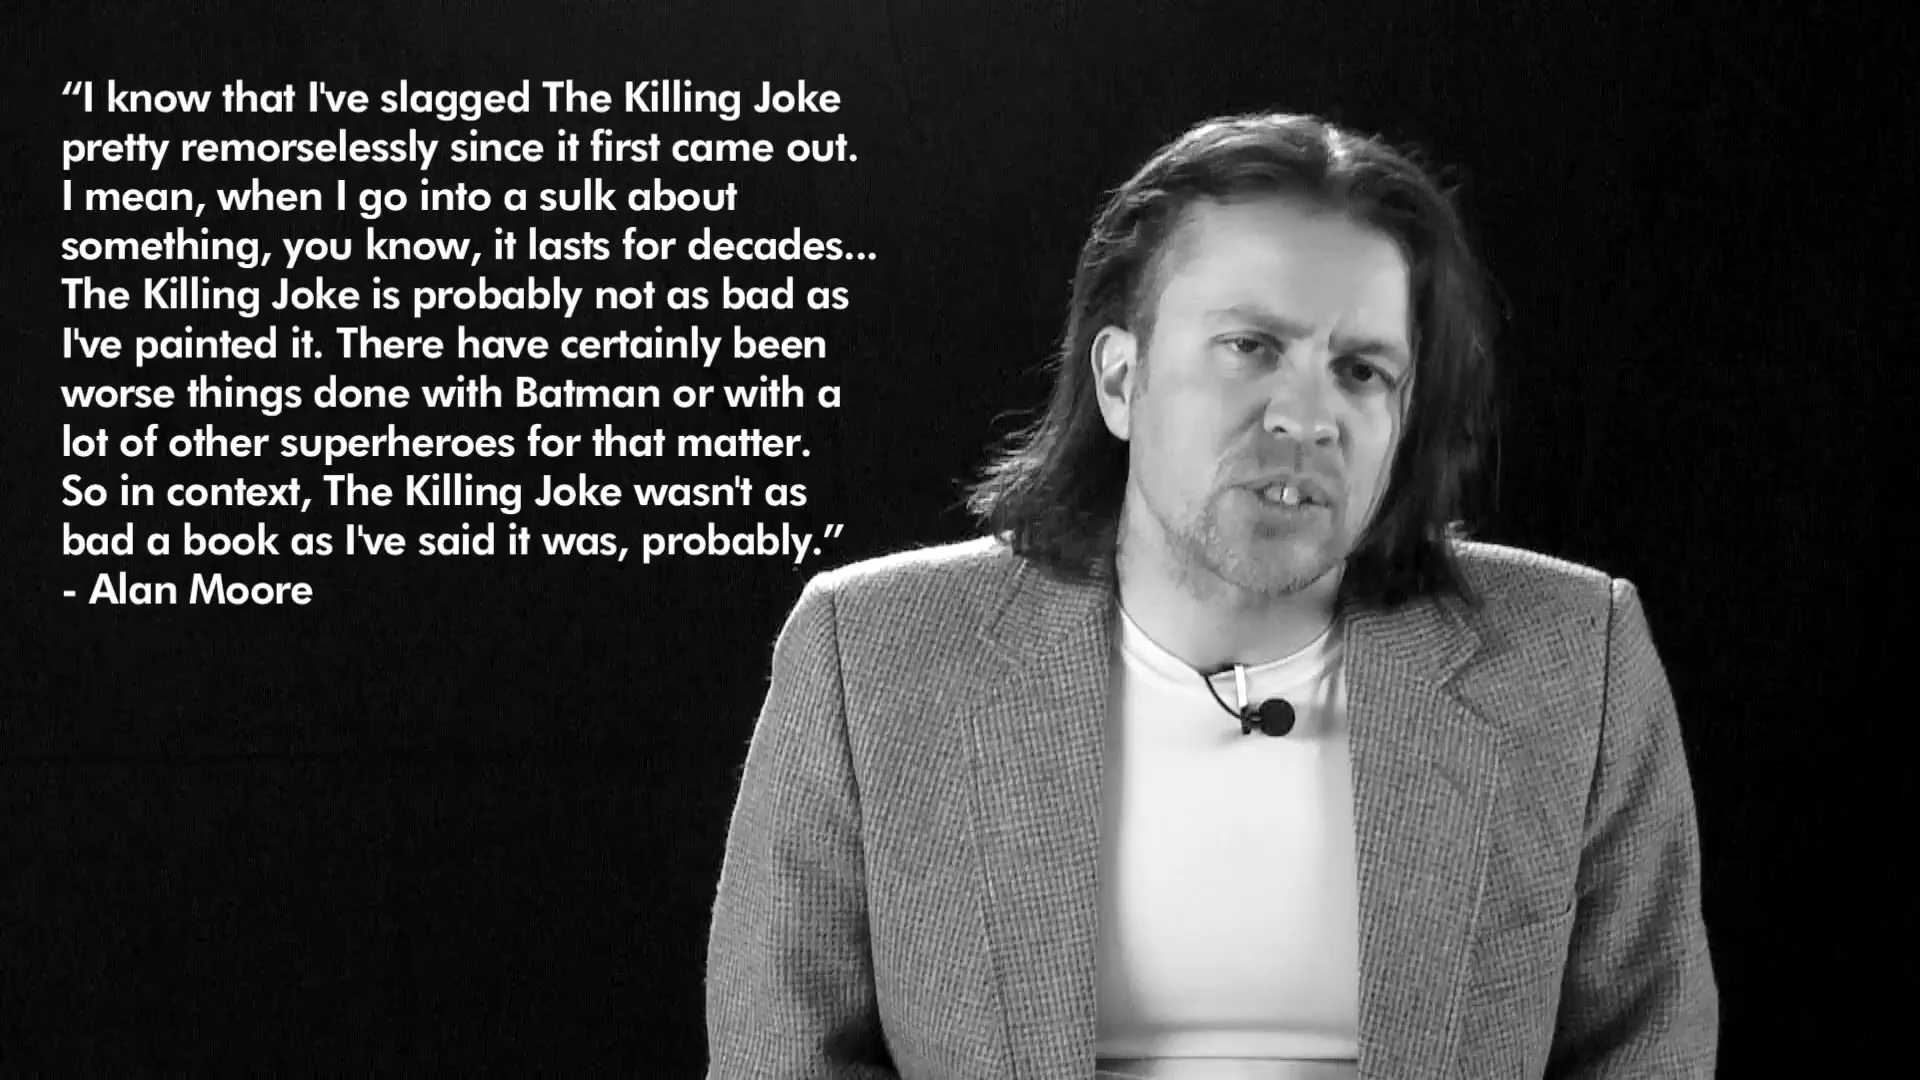 “I know that I've slagged The Killing Joke
pretty remorselessly since it first came out.
I mean, when I go into a sulk about
something, you know, it lasts for decades...
The Killing Joke is probably not as bad as
I've painted it. There have certainly been
worse things done with Batman or with a
lot of other superheroes for that matter.
So in context, The Killing Joke wasn't as
bad a book as I've said it was, probably.”
- Alan Moore